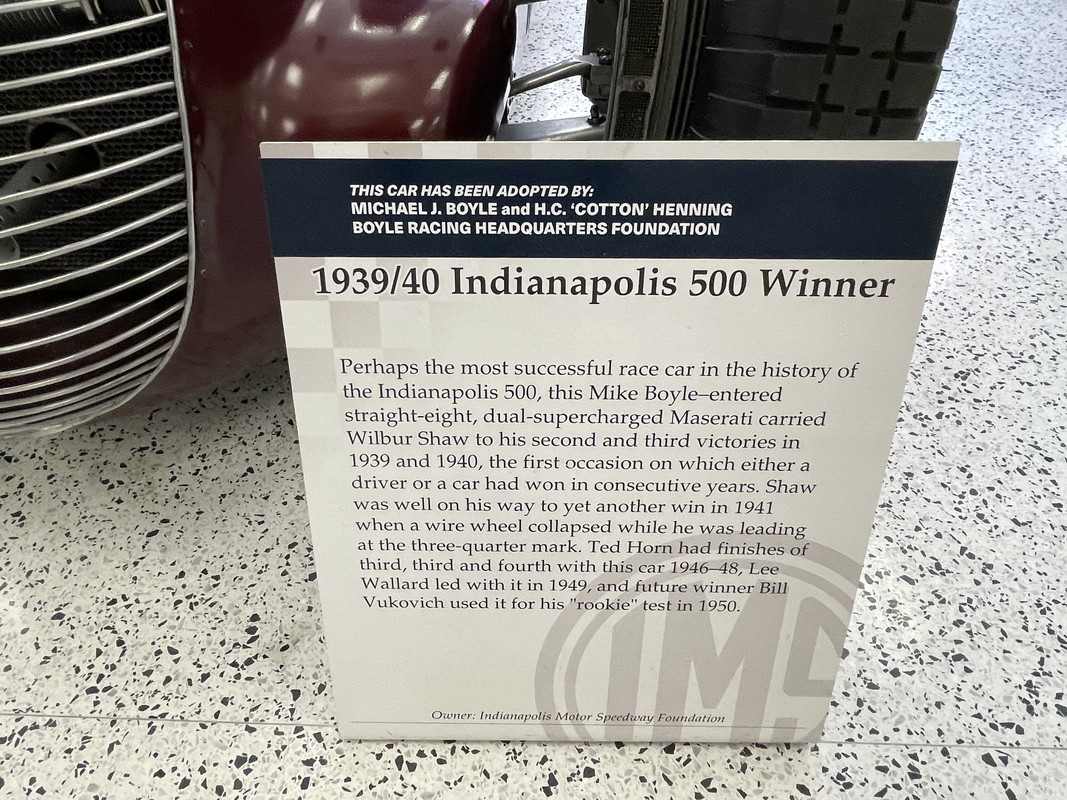 THIS CAR HAS BEEN ADOPTED BY:
MICHAEL J. BOYLE and H.C. ‘COTTON’ HENNING
BOYLE RACING HEADQUARTERS FOUNDATION
1939/40 Indianapolis 500 Winner
Perhaps the most successful race car in the history of
the Indianapolis 500, this Mike Boyle–entered
straight-eight, dual-supercharged Maserati carried
Wilbur Shaw to his second and third victories in
1939 and 1940, the first occasion on which either a
driver or a car had won in consecutive years. Shaw
was well on his way to yet another win in 1941
when a wire wheel collapsed while he was leading
at the three-quarter mark. Ted Horn had finishes of
third, third and fourth with this car 1946–48, Lee
Wallard led with it in 1949, and future winner Bill
Vukovich used it for his "rookie" test in 1950.
IMS
Owner: Indianapolis Motor Speedway Foundation